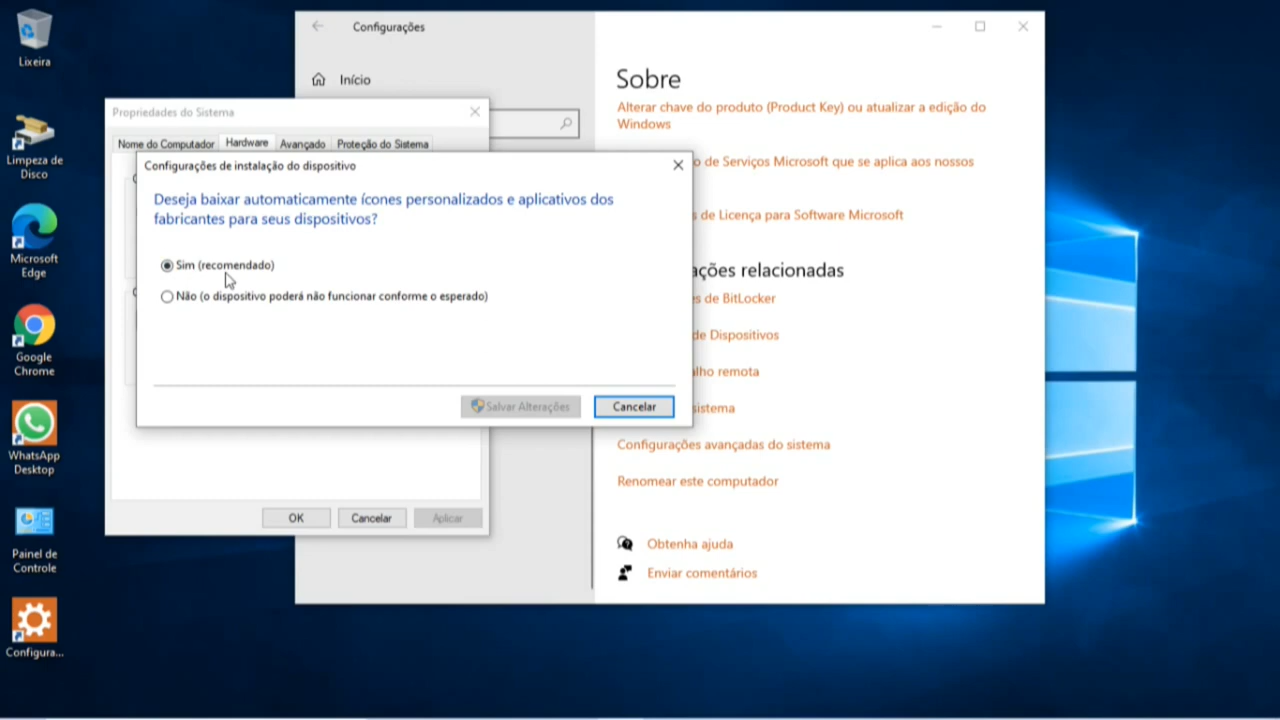 Lixeira
Limpeza de
Disco
Microsoft
Edge
Google
Chrome
WhatsApp
Desktop
Painel de
Controle
Configura...
Configurações
Início
Sobre
Alterar chave do produto (Product Key) ou atualizar a edição do
Windows
o de Serviços Microsoft que se aplica aos nossos
s de Licença para Software Microsoft
ações relacionadas
s de BitLocker
de Dispositivos
lho remota
sistema
Configurações avançadas do sistema
Renomear este computador
Obtenha ajuda
Enviar comentários
Propriedades do Sistema
Nome do Computador Hardware Avançado Proteção do Sistema
Configurações de instalação do dispositivo
Deseja baixar automaticamente ícones personalizados e aplicativos dos
fabricantes para seus dispositivos?
Sim (recomendado)
Não (o dispositivo poderá não funcionar conforme o esperado)
Salvar Alterações Cancelar
OK Cancelar Aplicar